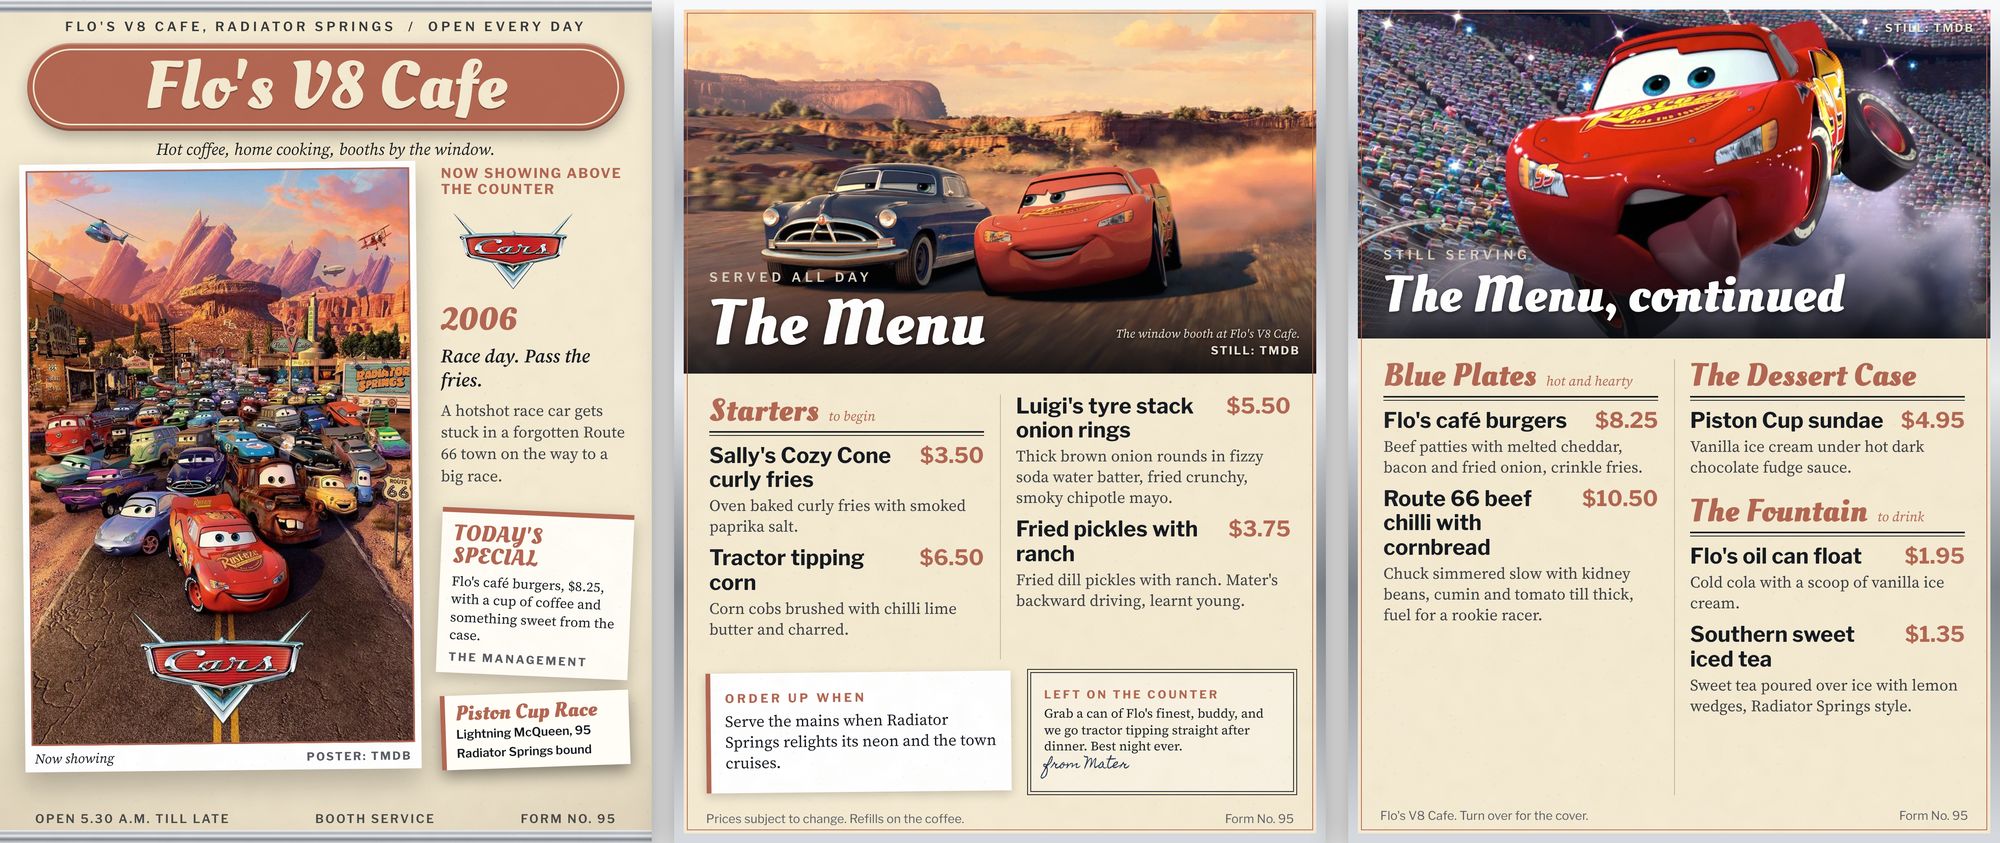 FLO'S V8 CAFE, RADIATOR SPRINGS / OPEN EVERY DAY
Flo's V8 Cafe
Hot coffee, home cooking, booths by the window.
NOW SHOWING ABOVE
THE COUNTER
Cars
2006
Race day. Pass the
fries.
A hotshot race car gets
stuck in a forgotten Route
66 town on the way to a
big race.
RADIATOR
SPRINGS
ROUTE
66
Rust-eze
Cars
Now showing
POSTER: TMDB
TODAY'S
SPECIAL
Flo's café burgers, $8.25,
with a cup of coffee and
something sweet from the
case.
THE MANAGEMENT
Piston Cup Race
Lightning McQueen, 95
Radiator Springs bound
OPEN 5.30 A.M. TILL LATE
BOOTH SERVICE
FORM NO. 95
SERVED ALL DAY
The Menu
The window booth at Flo's V8 Cafe.
STILL: TMDB
Starters to begin
Sally's Cozy Cone $3.50
curly fries
Oven baked curly fries with smoked
paprika salt.
Tractor tipping $6.50
corn
Corn cobs brushed with chilli lime
butter and charred.
Luigi's tyre stack $5.50
onion rings
Thick brown onion rounds in fizzy
soda water batter, fried crunchy,
smoky chipotle mayo.
Fried pickles with $3.75
ranch
Fried dill pickles with ranch. Mater's
backward driving, learnt young.
ORDER UP WHEN
Serve the mains when Radiator
Springs relights its neon and the town
cruises.
LEFT ON THE COUNTER
Grab a can of Flo's finest, buddy, and
we go tractor tipping straight after
dinner. Best night ever.
from Mater
Prices subject to change. Refills on the coffee.
Form No. 95
STILL: TMDB
Rust-eze
95
STILL SERVING
The Menu, continued
Blue Plates hot and hearty
Flo's café burgers $8.25
Beef patties with melted cheddar,
bacon and fried onion, crinkle fries.
Route 66 beef $10.50
chilli with
cornbread
Chuck simmered slow with kidney
beans, cumin and tomato till thick,
fuel for a rookie racer.
The Dessert Case
Piston Cup sundae $4.95
Vanilla ice cream under hot dark
chocolate fudge sauce.
The Fountain to drink
Flo's oil can float $1.95
Cold cola with a scoop of vanilla ice
cream.
Southern sweet $1.35
iced tea
Sweet tea poured over ice with lemon
wedges, Radiator Springs style.
Flo's V8 Cafe. Turn over for the cover.
Form No. 95